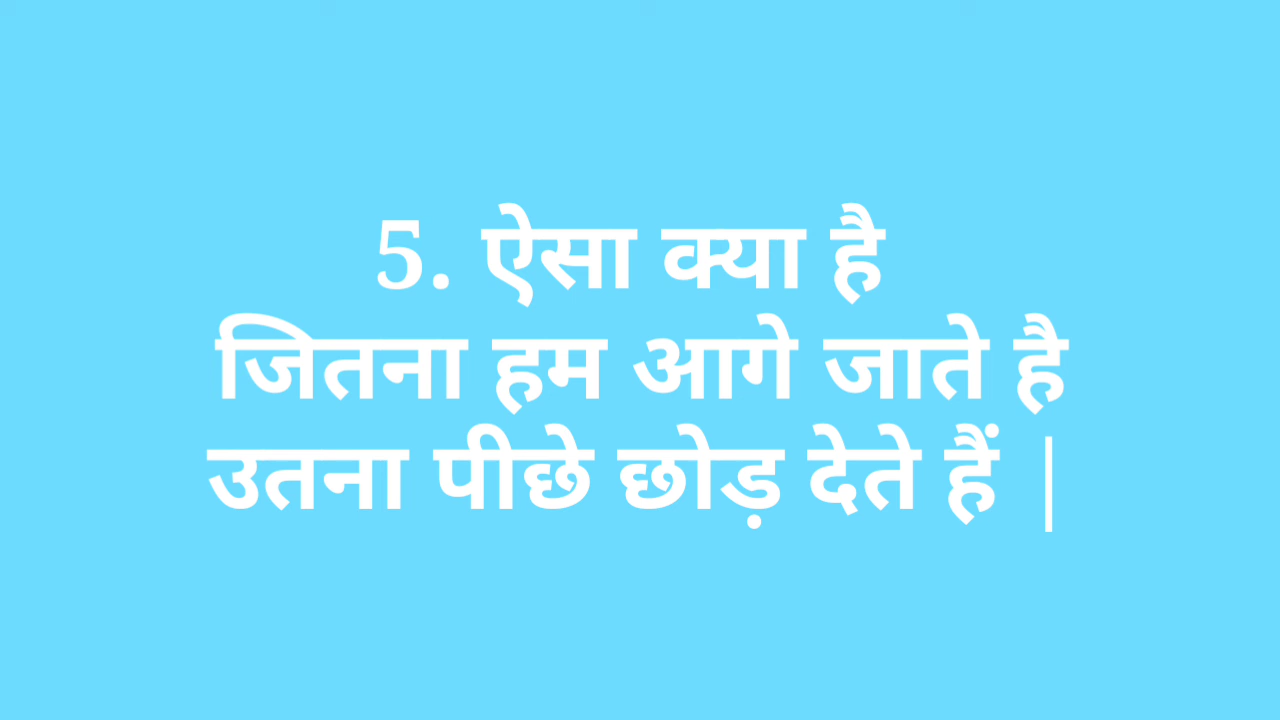 5. ऐसा क्या है
जितना हम आगे जाते है
उतना पीछे छोड़ देते हैं |